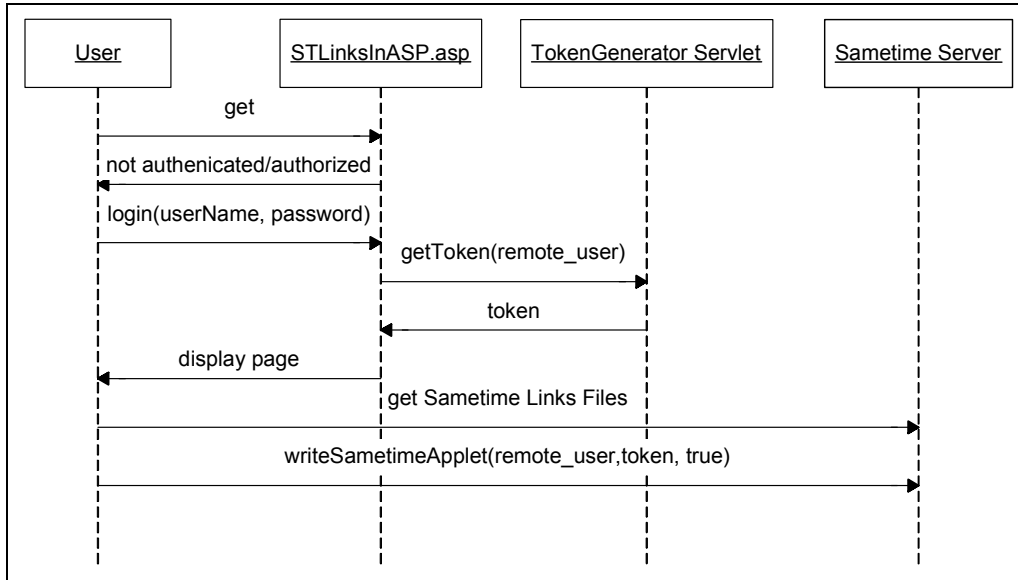 User
STLinksInASP.asp
TokenGenerator Servlet
Sametime Server
get
not authenicated/authorized
login(userName, password)
getToken(remote_user)
token
display page
get Sametime Links Files
writeSametimeApplet(remote_user,token, true)